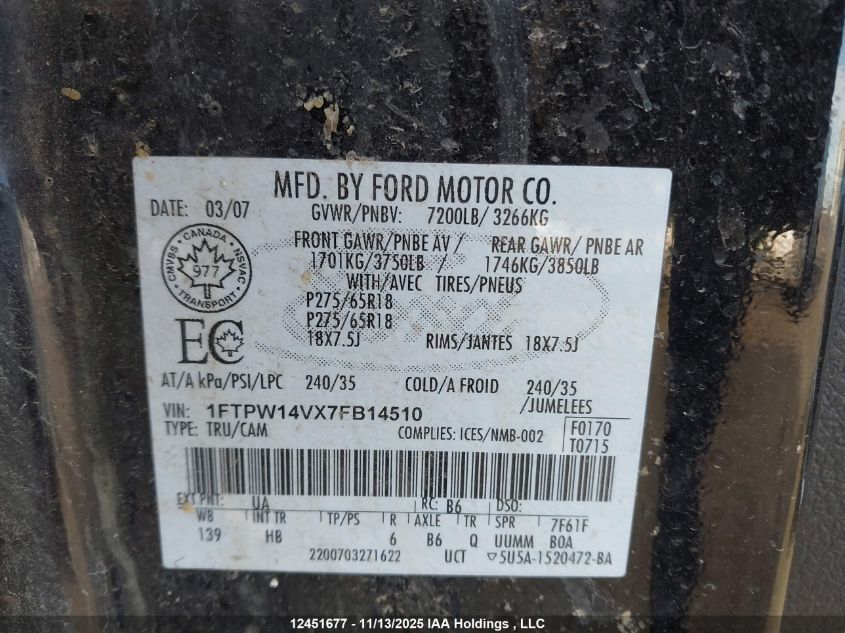 MFD. BY FORD MOTOR CO.
DATE: 03/07 GVWR/PNBV: 7200LB/ 3266KG
FRONT GAWR/PNBE AV / REAR GAWR/ PNBE AR
1701KG/3750LB / 1746KG/3850LB
WITH/AVEC TIRES/PNEUS
P275/65R18
P275/65R18
18X7.5J RIMS/JANTES 18X7.5J
CMVSS CANADA NSVAC
977
TRANSPORT
EC
AT/A kPa/PSI/LPC 240/35 COLD/A FROID 240/35
/JUMELEES
VIN: 1FTPW14VX7FB14510
TYPE: TRU/CAM COMPLIES: ICES/NMB-002 F0170
T0715
EXT PNT: UA RC: B6 DSO:
WB INT TR TP/PS R AXLE TR SPR 7F61F
139 HB 6 B6 Q UUMM BOA
2200703271622 UCT 5U5A-1520472-BA
12451677 - 11/13/2025 IAA Holdings , LLC